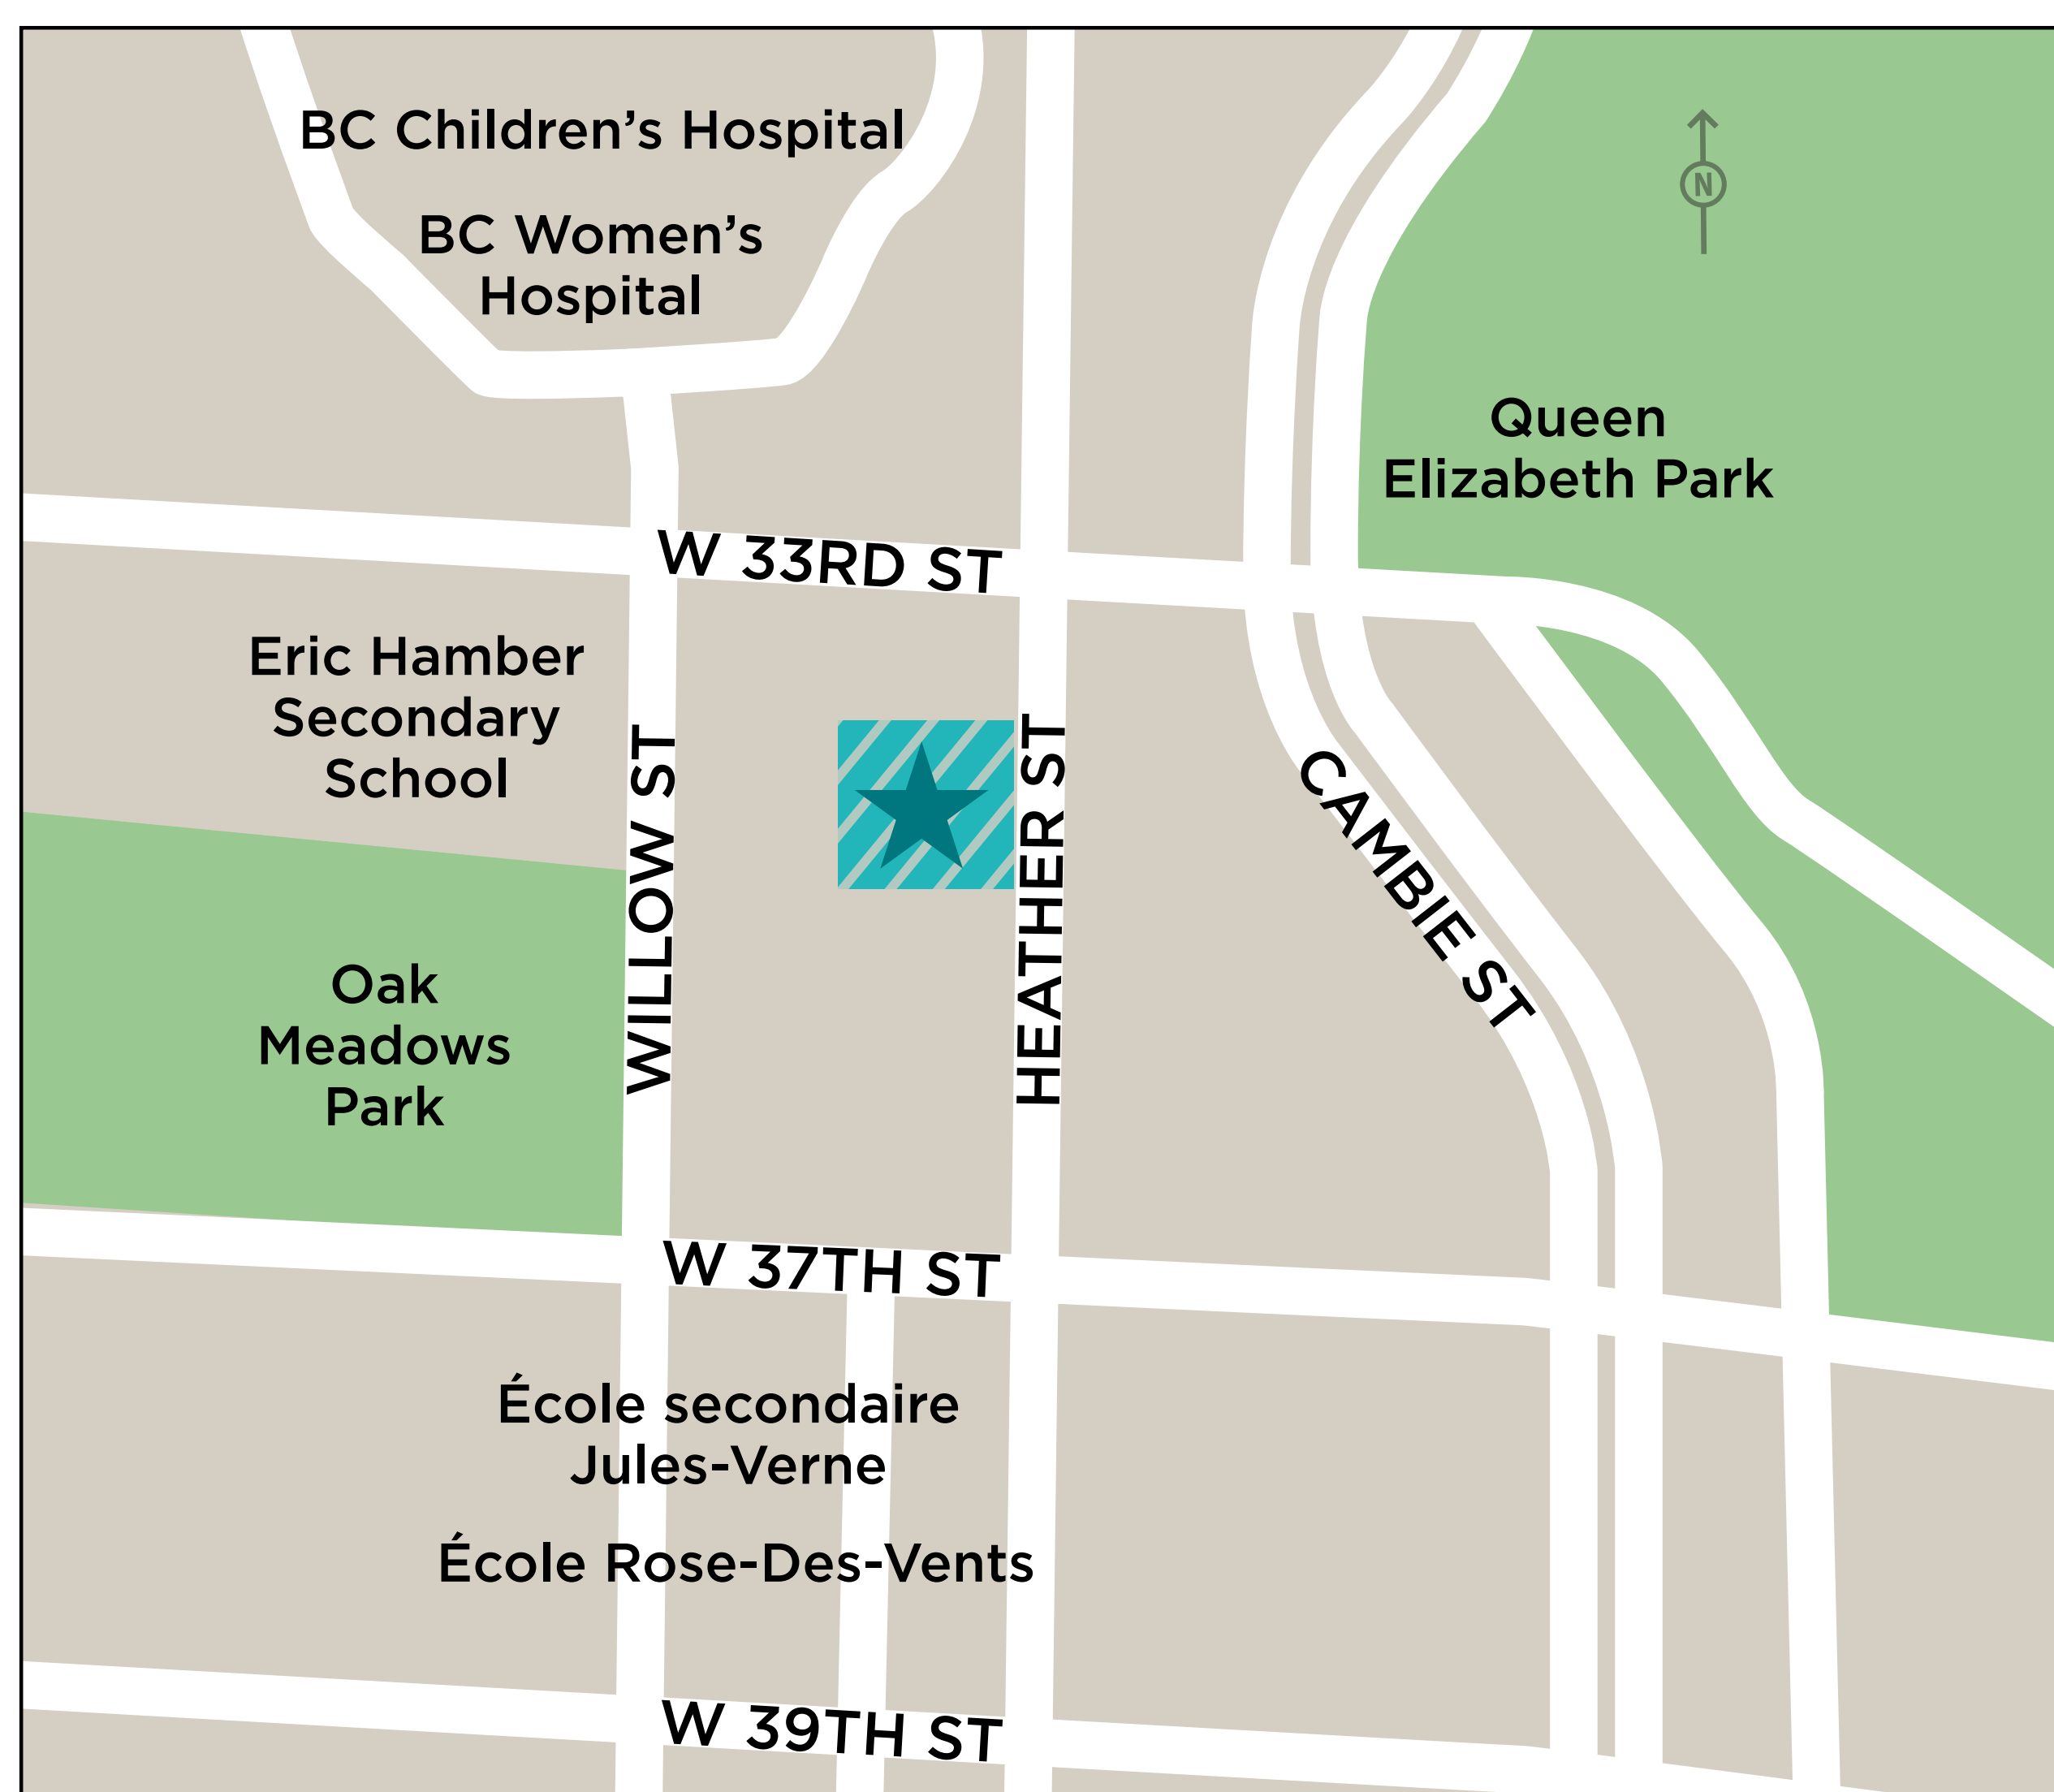 BC Children's Hospital
N
BC Women's
Hospital
Queen
Elizabeth Park
W 33RD ST
Eric Hamber
Secondary
School
WILLOW ST
HEATHER ST
CAMBIE ST
Oak
Meadows
Park
W 37TH ST
École secondaire
Jules-Verne
École Rose-Des-Vents
W 39TH ST